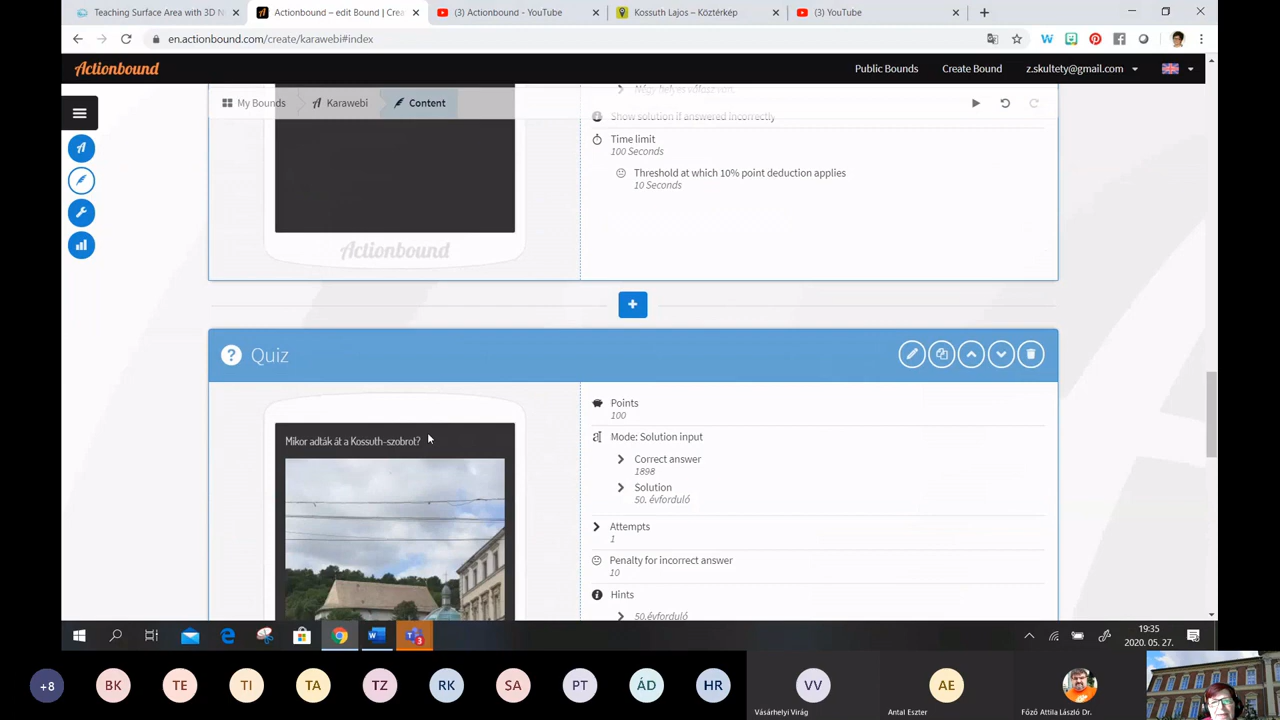 Teaching Surface Area with 3D N
Actionbound – edit Bound | Crea
(3) Actionbound - YouTube
Kossuth Lajos – Köztérkép
(3) YouTube
en.actionbound.com/create/karawebi#index
Actionbound
Public Bounds
Create Bound
z.skultety@gmail.com
My Bounds
Karawebi
Content
Négy helyes válasz van.
Show solution if answered incorrectly
Time limit
100 Seconds
Threshold at which 10% point deduction applies
10 Seconds
Actionbound
Quiz
Mikor adták át a Kossuth-szobrot?
Points
100
Mode: Solution input
Correct answer
1898
Solution
50. évforduló
Attempts
1
Penalty for incorrect answer
10
Hints
50.évforduló
19:35
2020. 05. 27.
+8
BK
TE
TI
TA
TZ
RK
SA
PT
ÁD
HR
VV
AE
Vásárhelyi Virág
Antal Eszter
Főző Attila László Dr.